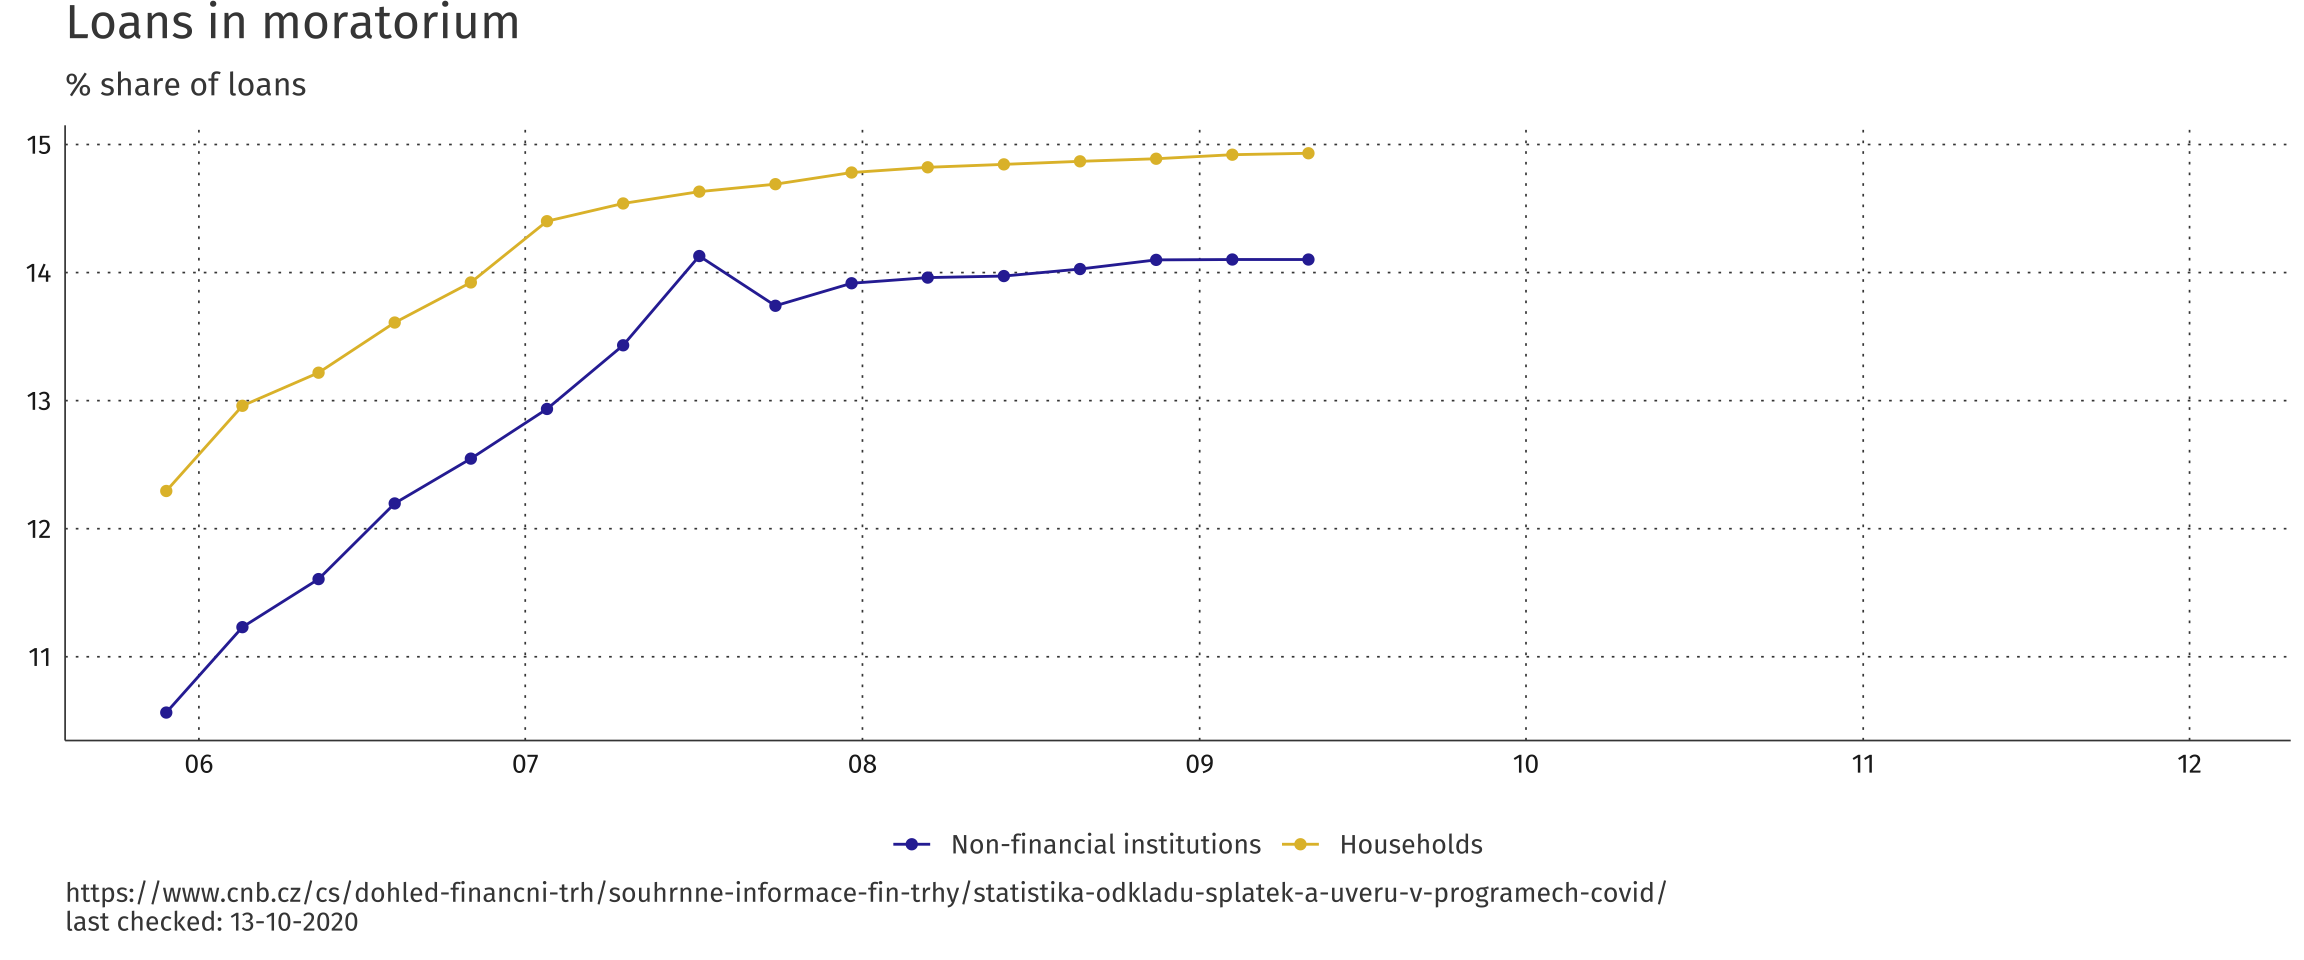 Loans in moratorium
% share of loans
15
14
13
12
11
06 07 08 09 10 11 12
Non-financial institutions Households
https://www.cnb.cz/cs/dohled-financni-trh/souhrnne-informace-fin-trhy/statistika-odkladu-splatek-a-uveru-v-programech-covid/
last checked: 13-10-2020